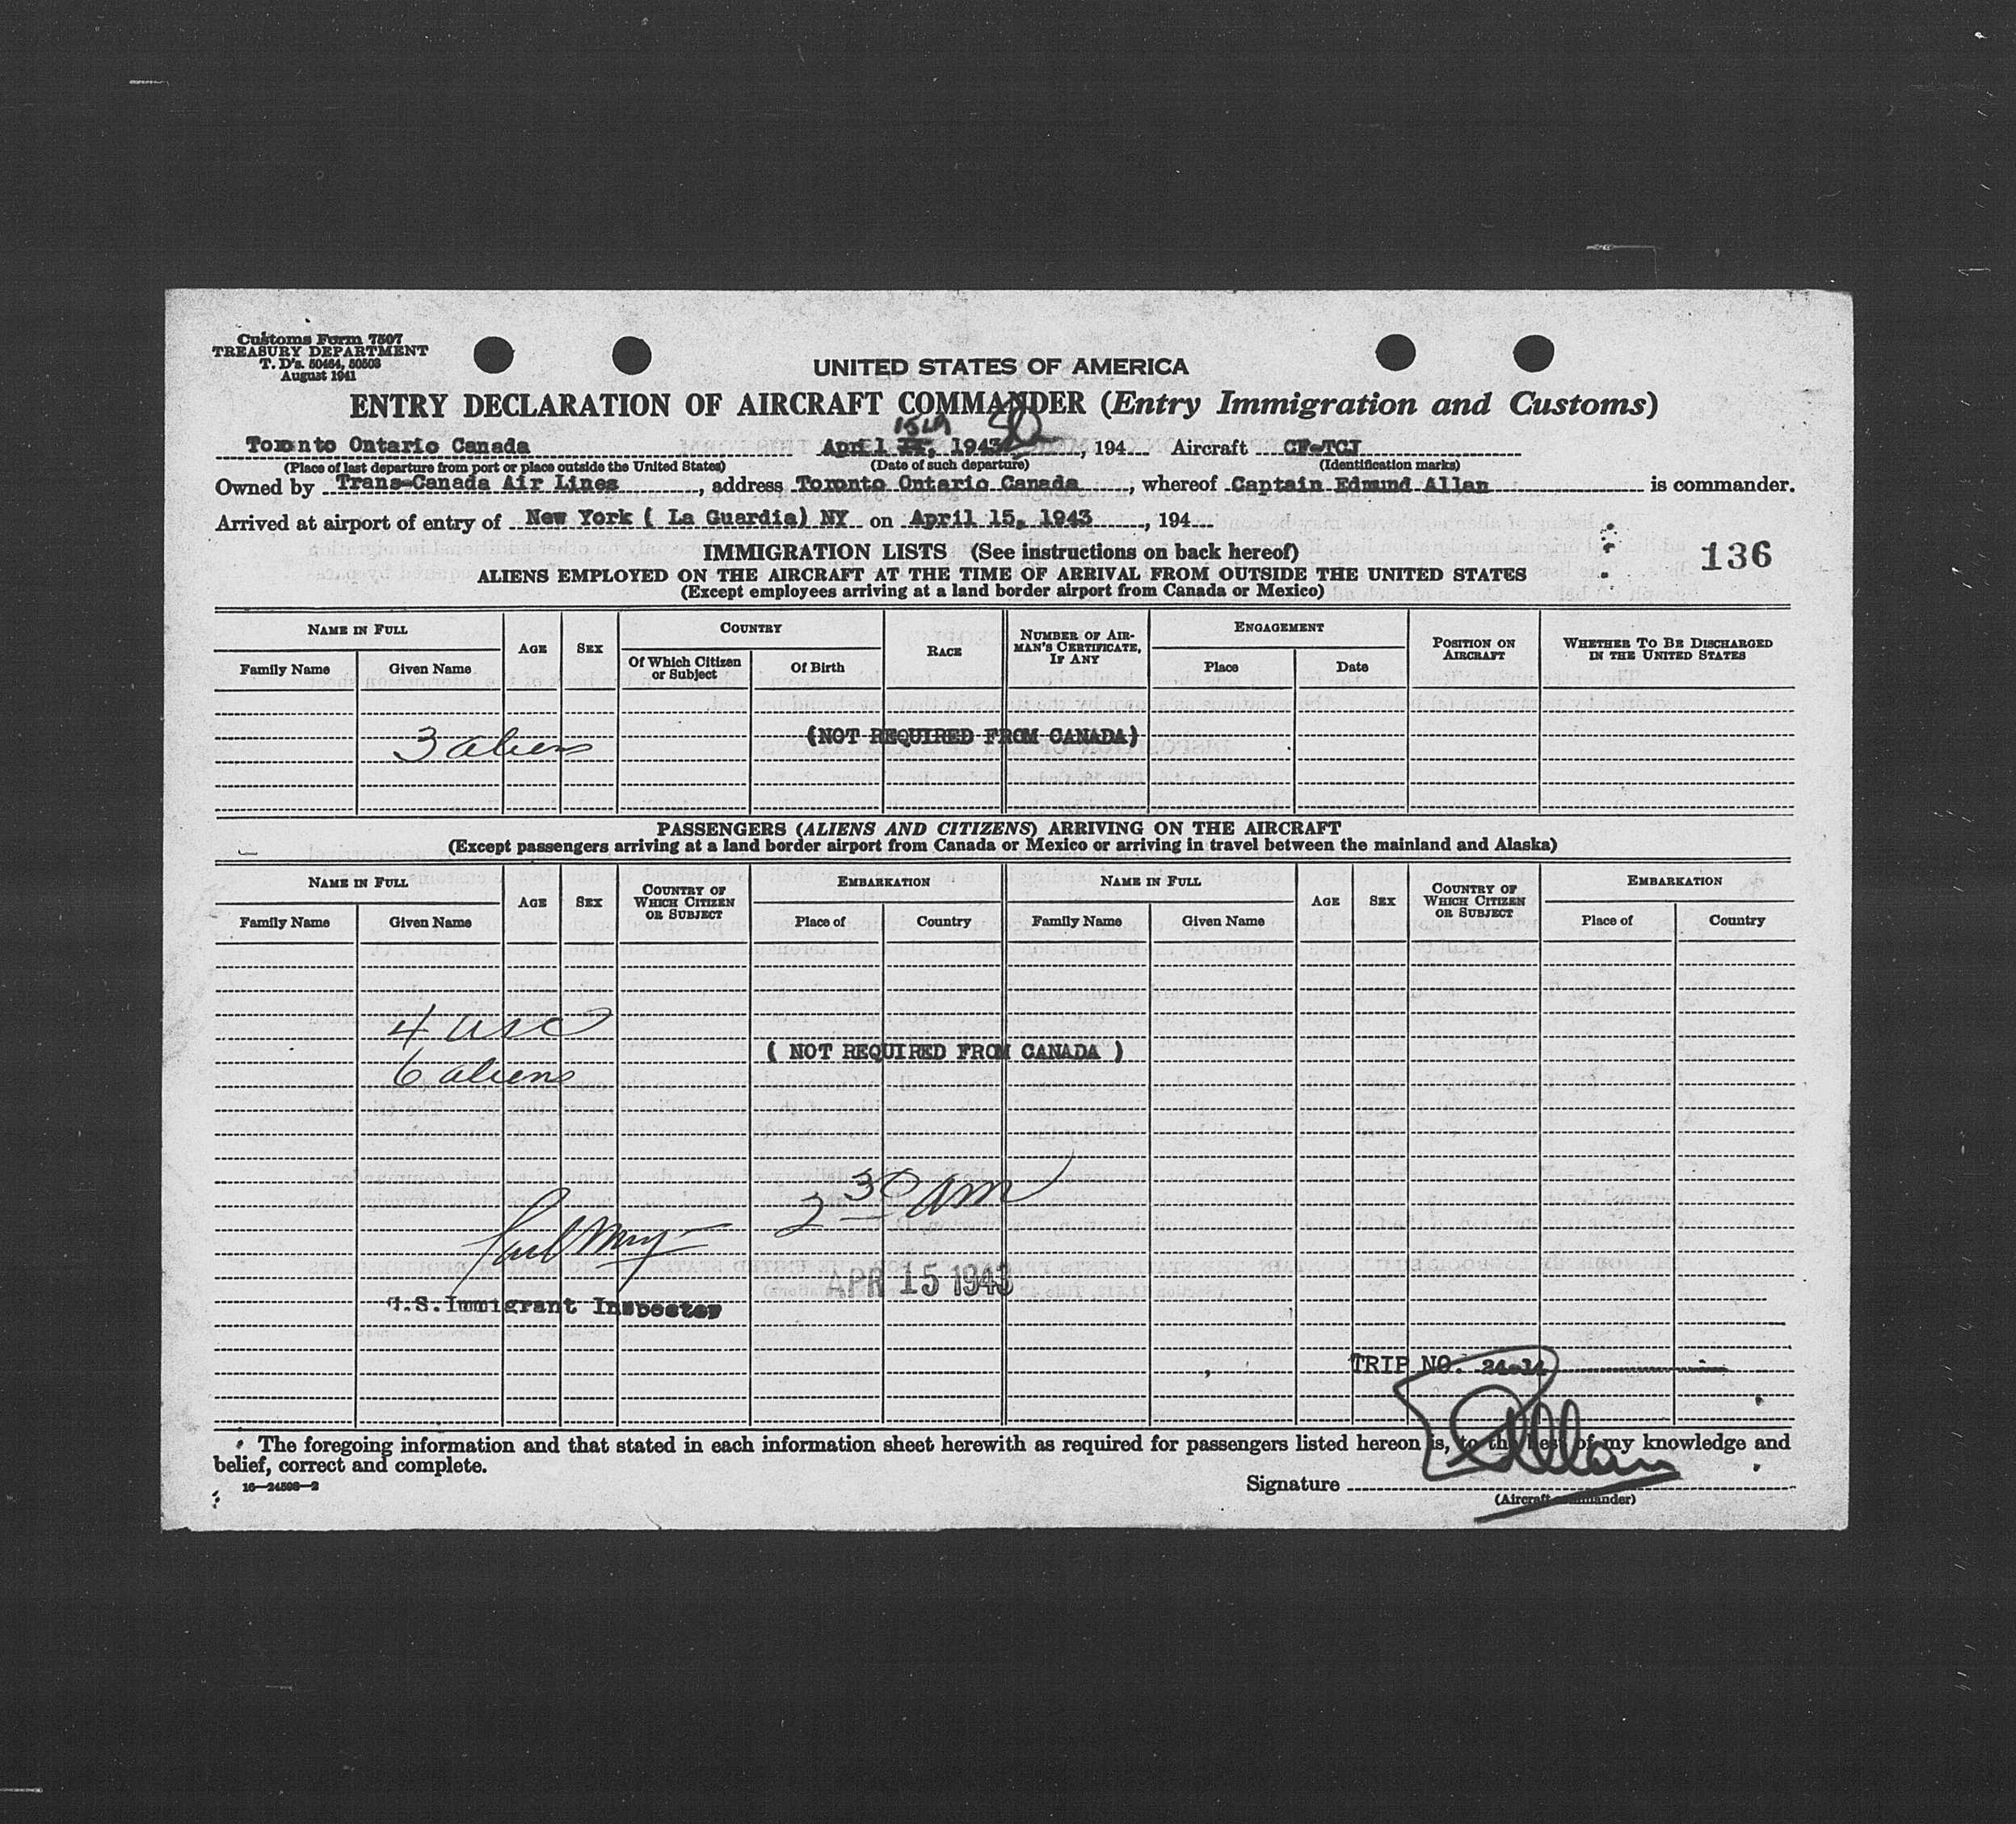 Customs Form 7507
TREASURY DEPARTMENT
T. D's. 50464, 50503
August 1941
UNITED STATES OF AMERICA
ENTRY DECLARATION OF AIRCRAFT COMMANDER (Entry Immigration and Customs)
15th
Toronto Ontario Canada April 1943, 194 Aircraft CF-TCJ
(Place of last departure from port or place outside the United States) (Date of such departure) (Identification marks)
Owned by Trans-Canada Air Lines, address Toronto Ontario Canada, whereof Captain Edmund Allan is commander.
Arrived at airport of entry of New York ( La Guardia) NY on April 15, 1943, 194
IMMIGRATION LISTS (See instructions on back hereof)
136
ALIENS EMPLOYED ON THE AIRCRAFT AT THE TIME OF ARRIVAL FROM OUTSIDE THE UNITED STATES
(Except employees arriving at a land border airport from Canada or Mexico)
NAME IN FULL AGE SEX COUNTRY RACE NUMBER OF AIRMAN'S CERTIFICATE, IF ANY ENGAGEMENT POSITION ON AIRCRAFT WHETHER TO BE DISCHARGED IN THE UNITED STATES
Family Name Given Name Of Which Citizen or Subject Of Birth Place Date
3 aliens (NOT REQUIRED FROM CANADA)
PASSENGERS (ALIENS AND CITIZENS) ARRIVING ON THE AIRCRAFT
(Except passengers arriving at a land border airport from Canada or Mexico or arriving in travel between the mainland and Alaska)
NAME IN FULL AGE SEX COUNTRY OF WHICH CITIZEN OR SUBJECT EMBARKATION NAME IN FULL AGE SEX COUNTRY OF WHICH CITIZEN OR SUBJECT EMBARKATION
Family Name Given Name Place of Country Family Name Given Name Place of Country
4 USC
( NOT REQUIRED FROM CANADA )
6 aliens
2 30 am
APR 15 1943
U.S. Immigrant Inspector
TRIP NO. 24-14
The foregoing information and that stated in each information sheet herewith as required for passengers listed hereon is, to the best of my knowledge and
belief, correct and complete.
16—24508—2
Signature EAllan
(Aircraft commander)